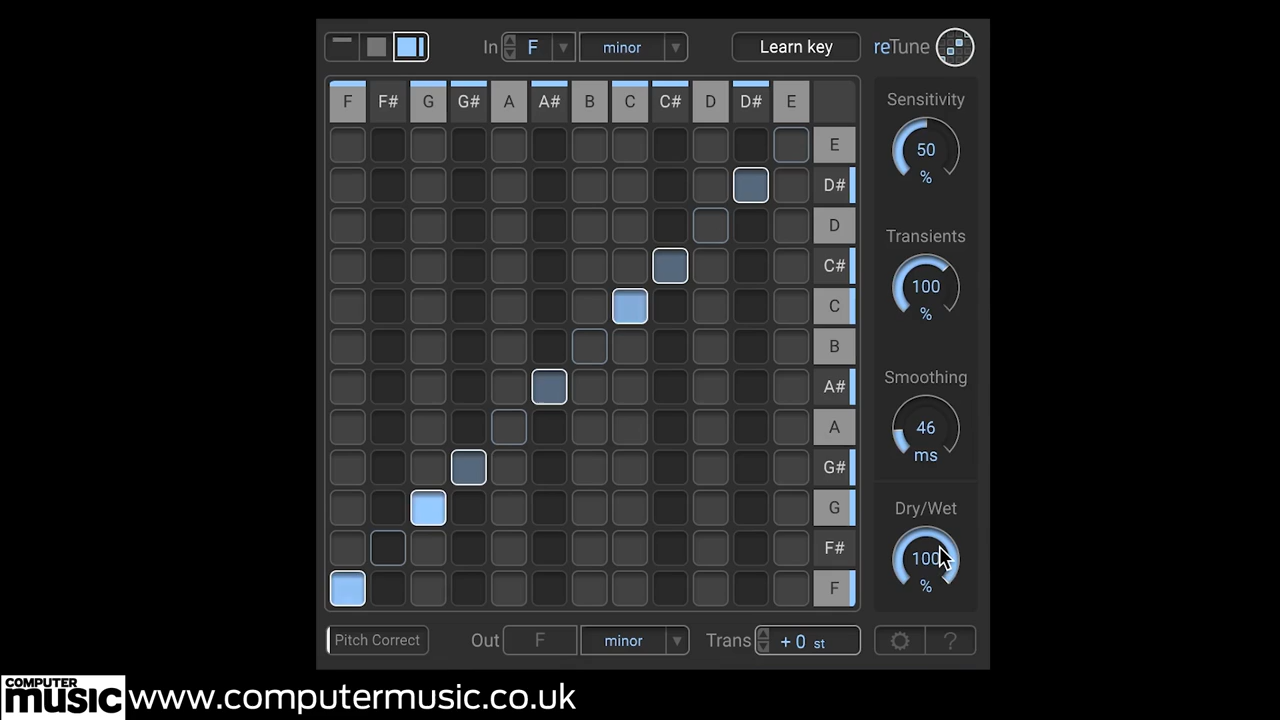 In F minor Learn key reTune
F F# G G# A A# B C C# D D# E
Sensitivity
50
%
E
D#
D
C#
C
B
A#
A
G#
G
F#
F
Transients
100
%
Smoothing
46
ms
Dry/Wet
100
%
Pitch Correct Out F minor Trans + 0 st ?
COMPUTER
music www.computermusic.co.uk